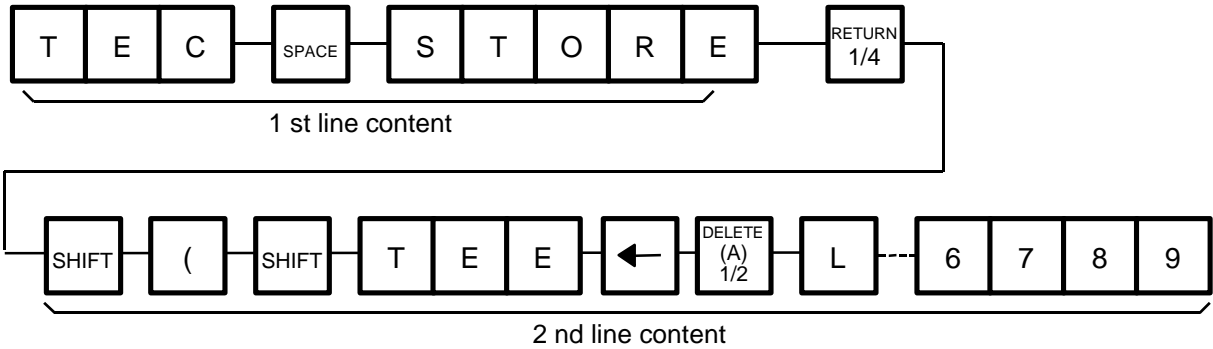 T E C SPACE S T O R E RETURN 1/4
1 st line content
SHIFT ( SHIFT T E E DELETE (A) 1/2 L 6 7 8 9
2 nd line content